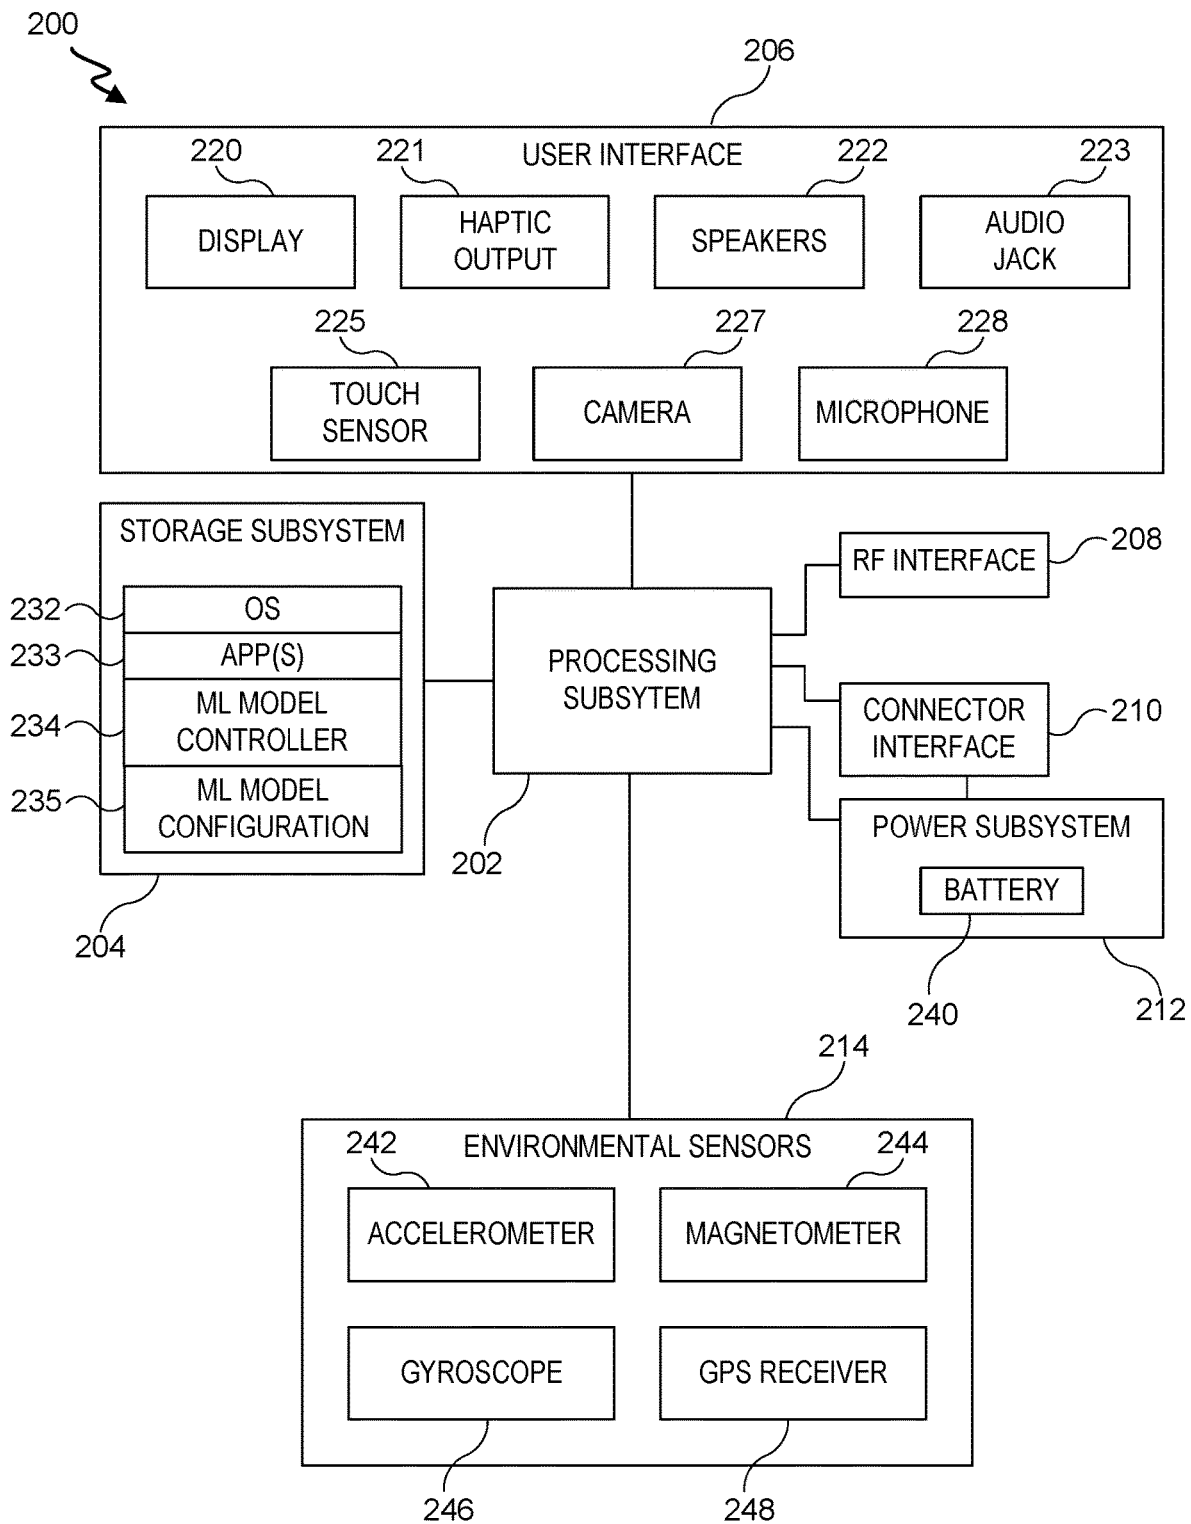 200
206
USER INTERFACE
220
221
222
223
DISPLAY
HAPTIC
OUTPUT
SPEAKERS
AUDIO
JACK
225
227
228
TOUCH
SENSOR
CAMERA
MICROPHONE
STORAGE SUBSYSTEM
232
OS
233
APP(S)
234
ML MODEL
CONTROLLER
235
ML MODEL
CONFIGURATION
204
PROCESSING
SUBSYTEM
202
RF INTERFACE
208
CONNECTOR
INTERFACE
210
POWER SUBSYSTEM
BATTERY
240
212
214
ENVIRONMENTAL SENSORS
242
244
ACCELEROMETER
MAGNETOMETER
GYROSCOPE
GPS RECEIVER
246
248